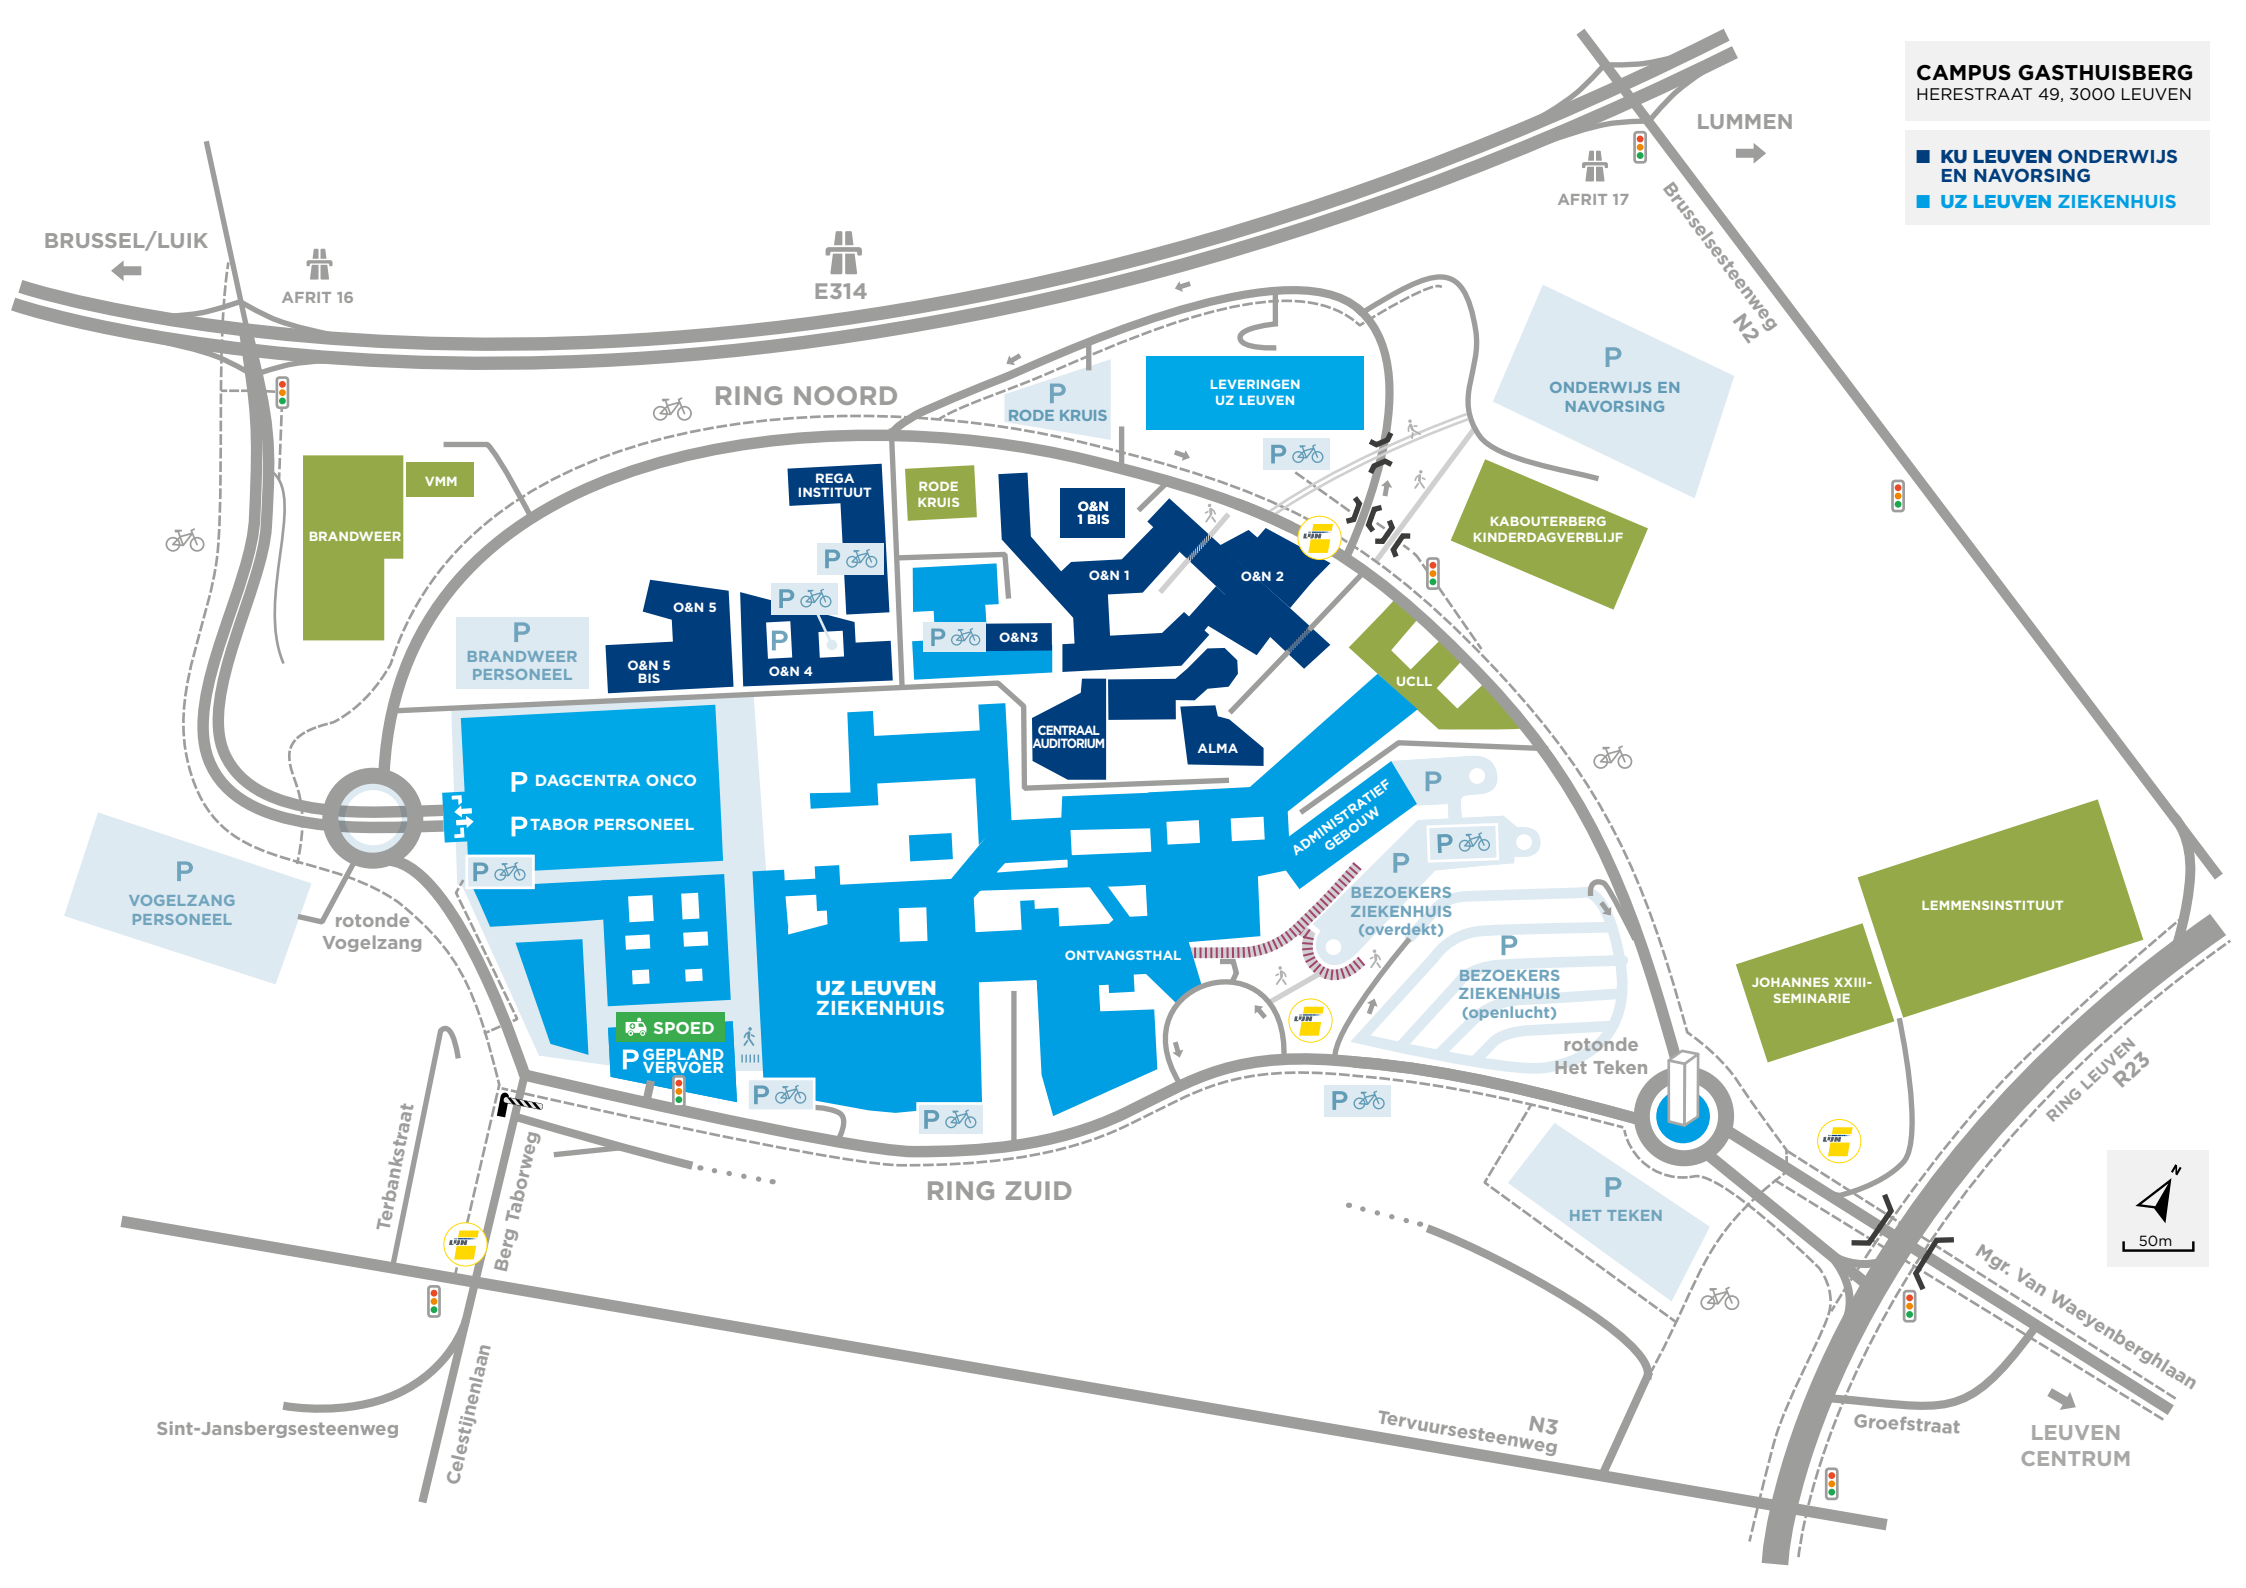 CAMPUS GASTHUISBERG
HERESTRAAT 49, 3000 LEUVEN
KU LEUVEN ONDERWIJS
EN NAVORSING
UZ LEUVEN ZIEKENHUIS
LUMMEN
AFRIT 17
Brusselsesteenweg
N2
BRUSSEL/LUIK
AFRIT 16
E314
RING NOORD
P
RODE KRUIS
LEVERINGEN
UZ LEUVEN
P
ONDERWIJS EN
NAVORSING
P
VMM
BRANDWEER
REGA
INSTITUUT
RODE
KRUIS
O&N
1 BIS
KABOUTERBERG
KINDERDAGVERBLIJF
LIJN
P
O&N 1
O&N 2
P
O&N 5
P
BRANDWEER
PERSONEEL
O&N 5
BIS
P
O&N 4
P
O&N3
UCLL
CENTRAAL
AUDITORIUM
ALMA
P DAGCENTRA ONCO
P TABOR PERSONEEL
P
ADMINISTRATIEF
GEBOUW
P
P
P
VOGELZANG
PERSONEEL
rotonde
Vogelzang
P
BEZOEKERS
ZIEKENHUIS
(overdekt)
P
BEZOEKERS
ZIEKENHUIS
(openlucht)
ONTVANGSTHAL
UZ LEUVEN
ZIEKENHUIS
LIJN
SPOED
P GEPLAND
VERVOER
P
P
P
rotonde
Het Teken
LEMMENSINSTITUUT
JOHANNES XXIII-
SEMINARIE
RING LEUVEN
R23
LIJN
Terbankstraat
Berg Taborweg
LIJN
RING ZUID
P
HET TEKEN
N
50m
Mgr. Van Waeyenberghlaan
Sint-Jansbergsesteenweg
Celestijnenlaan
N3
Tervuursesteenweg
Groefstraat
LEUVEN
CENTRUM